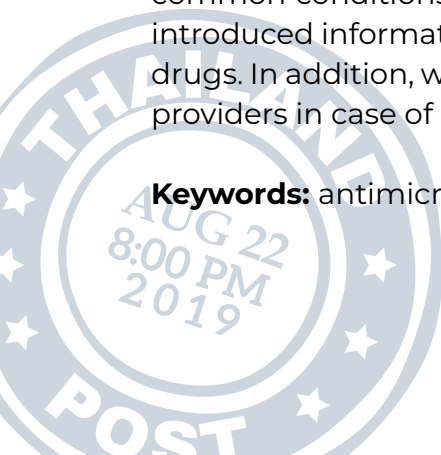 common conditions
introduced informat
drugs. In addition, w
providers in case of
Keywords: antimicr
THAILAND
AUG 22
8:00 PM
2019
POST